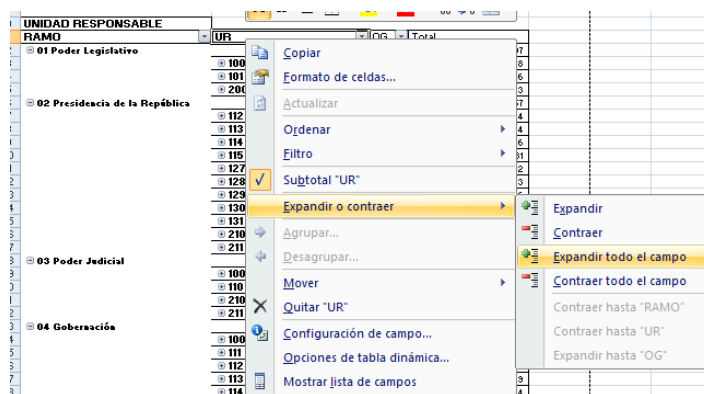 UNIDAD RESPONSABLE
RAMO UR OG Total
01 Poder Legislativo
100
101
200
02 Presidencia de la República
112
113
114
115
127
128
129
130
131
210
211
03 Poder Judicial
100
110
210
211
04 Gobernación
100
111
112
113
114
Copiar
Formato de celdas...
Actualizar
Ordenar
Filtro
Subtotal "UR"
Expandir o contraer
Agrupar...
Desagrupar...
Mover
Quitar "UR"
Configuración de campo...
Opciones de tabla dinámica...
Mostrar lista de campos
Expandir
Contraer
Expandir todo el campo
Contraer todo el campo
Contraer hasta "RAMO"
Contraer hasta "UR"
Expandir hasta "OG"